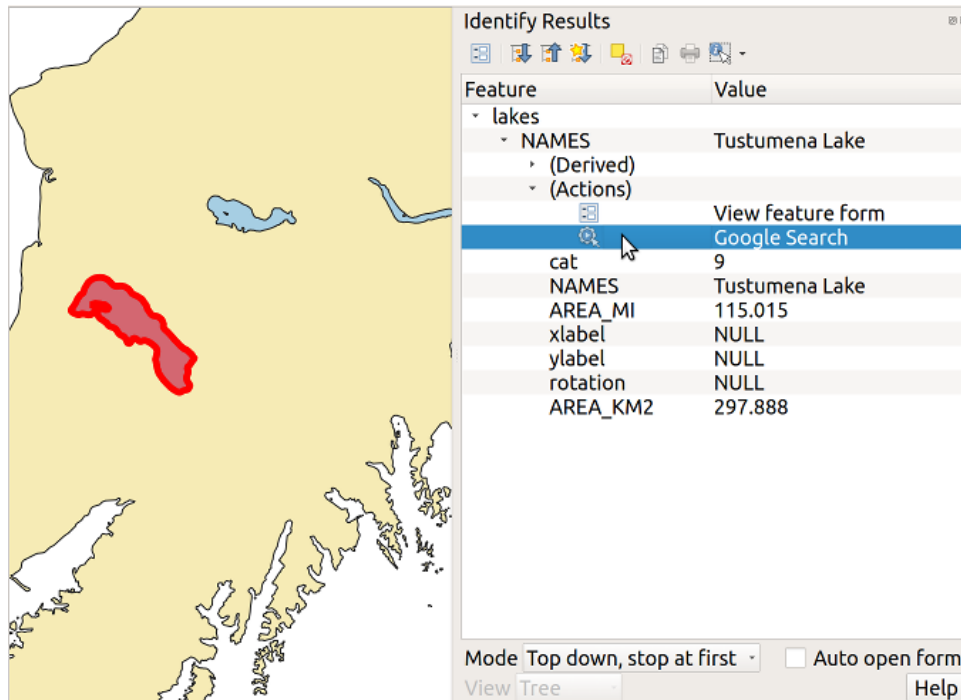 Identify Results
Feature Value
lakes
NAMES Tustumena Lake
(Derived)
(Actions)
View feature form
Google Search
cat 9
NAMES Tustumena Lake
AREA_MI 115.015
xlabel NULL
ylabel NULL
rotation NULL
AREA_KM2 297.888
Mode Top down, stop at first Auto open form
View Tree Help